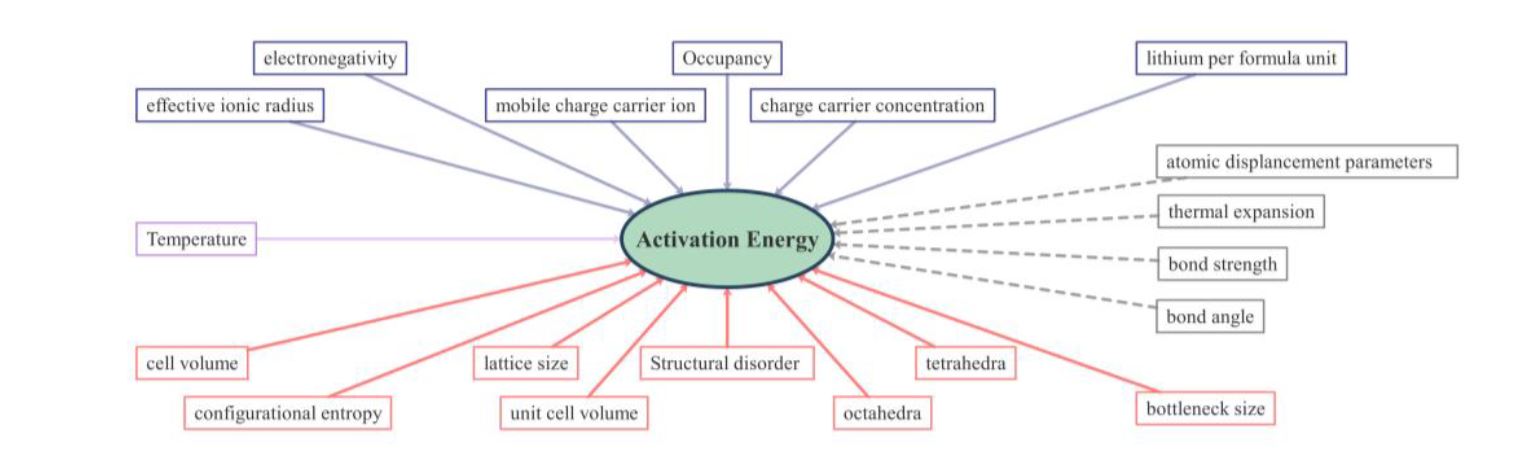 electronegativity
Occupancy
lithium per formula unit
effective ionic radius
mobile charge carrier ion
charge carrier concentration
atomic displancement parameters
thermal expansion
Temperature
Activation Energy
bond strength
bond angle
cell volume
lattice size
Structural disorder
tetrahedra
configurational entropy
unit cell volume
octahedra
bottleneck size